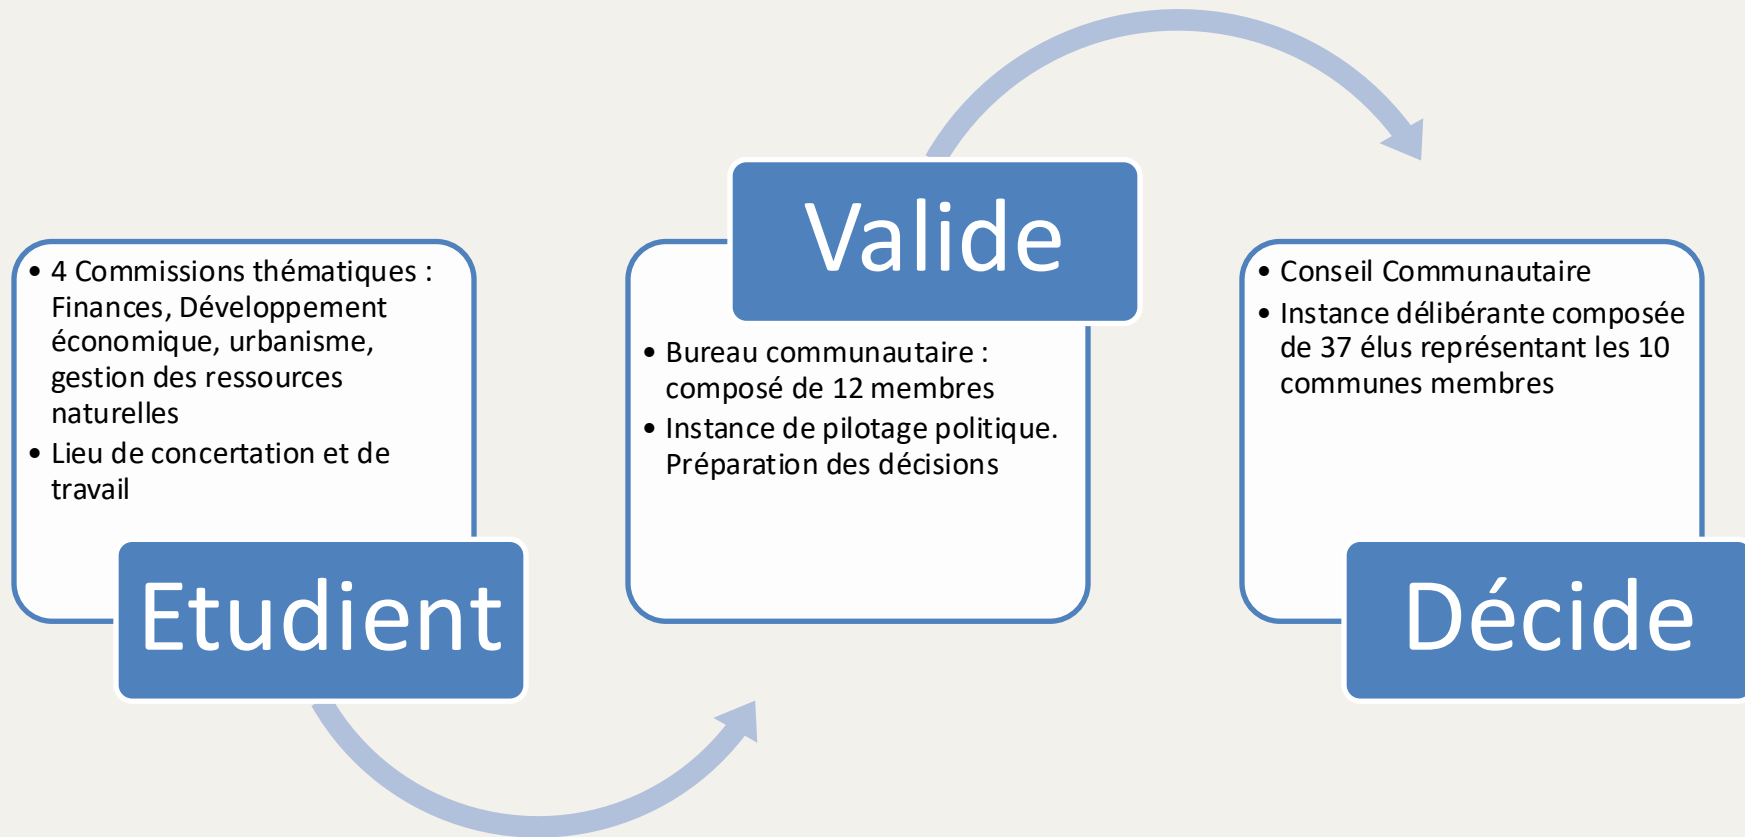 • 4 Commissions thématiques :
Finances, Développement
économique, urbanisme,
gestion des ressources
naturelles
• Lieu de concertation et de
travail
Etudient
Valide
• Bureau communautaire :
composé de 12 membres
• Instance de pilotage politique.
Préparation des décisions
• Conseil Communautaire
• Instance délibérante composée
de 37 élus représentant les 10
communes membres
Décide